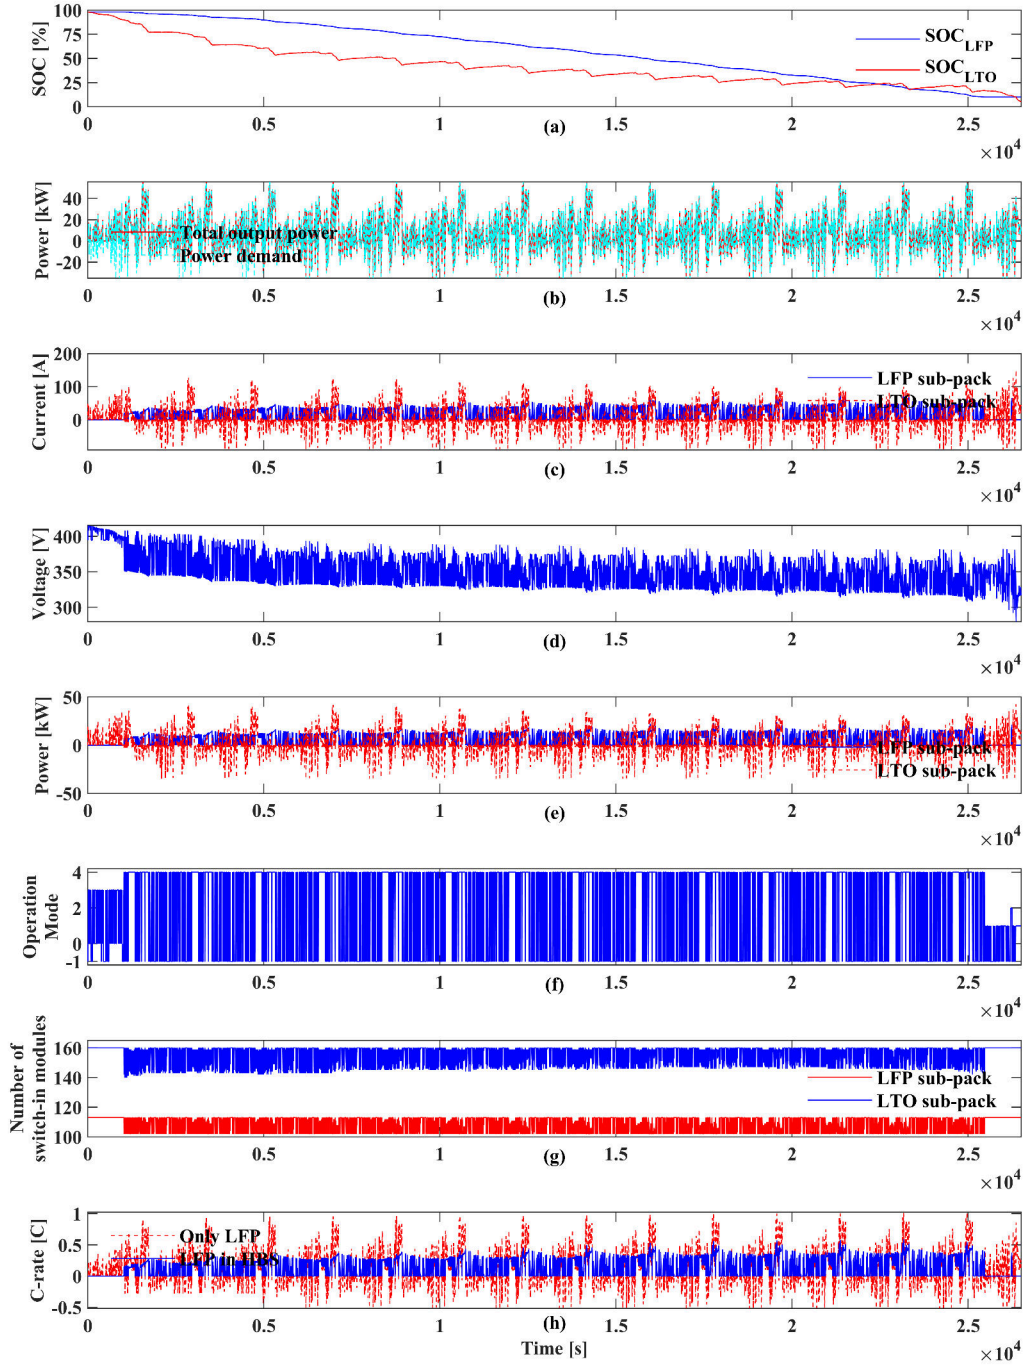 100
75
50
25
0
SOC [%]
SOC_LFP
SOC_LTO
0 0.5 1 1.5 2 2.5
(a)
×10^4
40
20
0
-20
Power [kW]
Total output power
Power demand
0 0.5 1 1.5 2 2.5
(b)
×10^4
200
100
0
Current [A]
LFP sub-pack
LTO sub-pack
0 0.5 1 1.5 2 2.5
(c)
×10^4
400
350
300
Voltage [V]
0 0.5 1 1.5 2 2.5
(d)
×10^4
50
0
-50
Power [kW]
LFP sub-pack
LTO sub-pack
0 0.5 1 1.5 2 2.5
(e)
×10^4
4
2
0
-1
Operation
Mode
0 0.5 1 1.5 2 2.5
(f)
×10^4
160
140
120
100
Number of
switch-in modules
LFP sub-pack
LTO sub-pack
0 0.5 1 1.5 2 2.5
(g)
×10^4
1
0.5
0
-0.5
C-rate [C]
Only LFP
LFP in HBS
0 0.5 1 1.5 2 2.5
(h)
Time [s]
×10^4